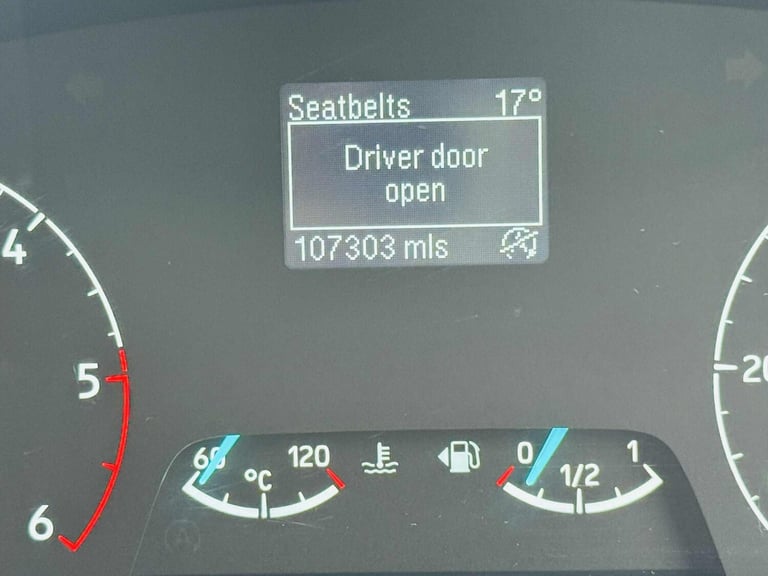 Seatbelts 17°
Driver door
open
107303 mls
4
5
6
60 120
°C
0 1/2 1
20